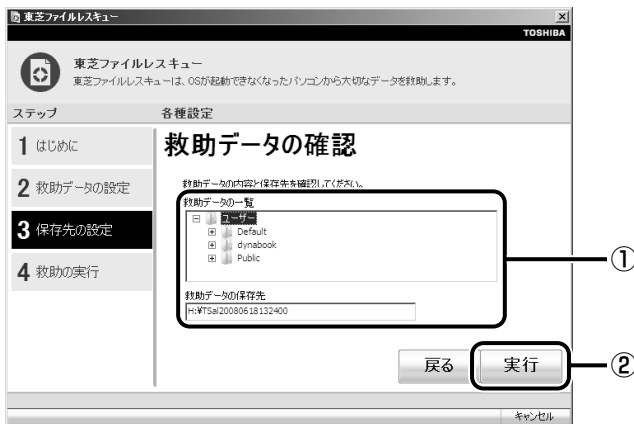 東芝ファイルレスキュー
TOSHIBA
東芝ファイルレスキュー
東芝ファイルレスキューは、OSが起動できなくなったパソコンから大切なデータを救助します。
ステップ
各種設定
1 はじめに
2 救助データの設定
3 保存先の設定
4 救助の実行
救助データの確認
救助データの内容と保存先を確認してください。
救助データの一覧
ユーザー
Default
dynabook
Public
救助データの保存先
H:¥TSal20080618132400
①
戻る
実行
②
キャンセル